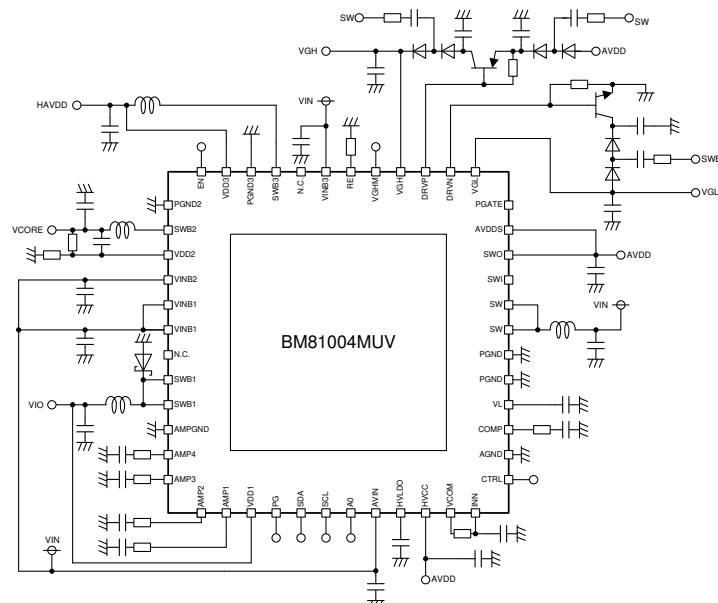 SW
SW
VGH
AVDD
VIN
HAVDD
SWB
VGL
EN
VDD3
PGND3
SWB3
N.C.
VINB3
RE
VGHM
VGH
DRVP
DRVN
VGL
PGND2
PGATE
VCORE
SWB2
AVDDS
VDD2
SWO
AVDD
VINB2
SWI
VINB1
SW
VIN
VINB1
SW
BM81004MUV
N.C.
PGND
SWB1
PGND
VIO
SWB1
VL
AMPGND
COMP
AMP4
AGND
AMP3
CTRL
AMP2
AMP1
VDD1
PG
SDA
SCL
A0
AVIN
HVLDO
HVCC
VCOM
INN
VIN
AVDD